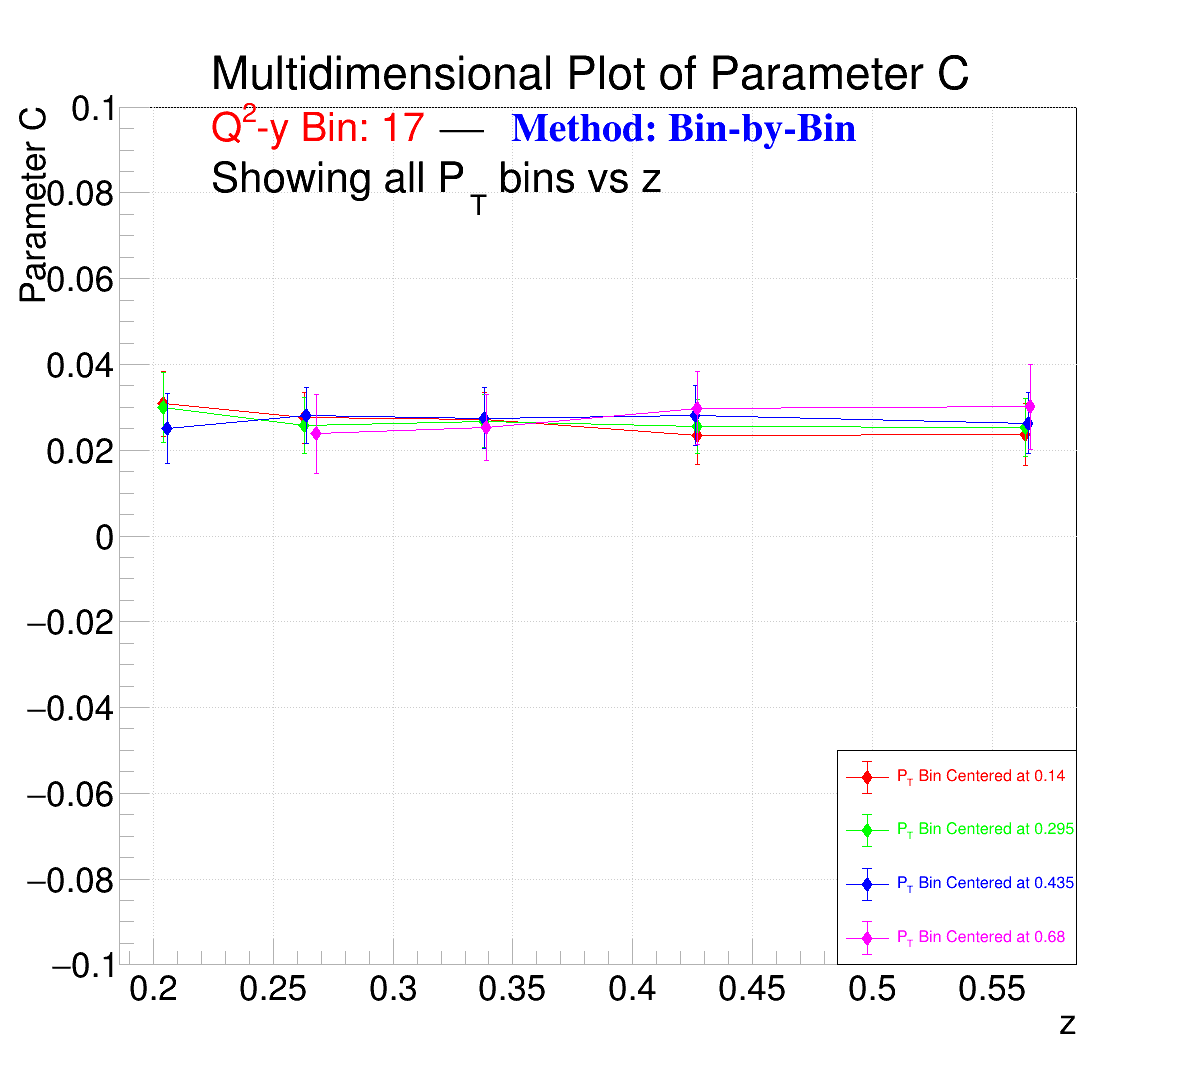 Multidimensional Plot of Parameter C
Q²-y Bin: 17 — Method: Bin-by-Bin
Showing all P_T bins vs z
Parameter C
0.1
0.08
0.06
0.04
0.02
0
−0.02
−0.04
−0.06
−0.08
−0.1
P_T Bin Centered at 0.14
P_T Bin Centered at 0.295
P_T Bin Centered at 0.435
P_T Bin Centered at 0.68
0.2 0.25 0.3 0.35 0.4 0.45 0.5 0.55
z